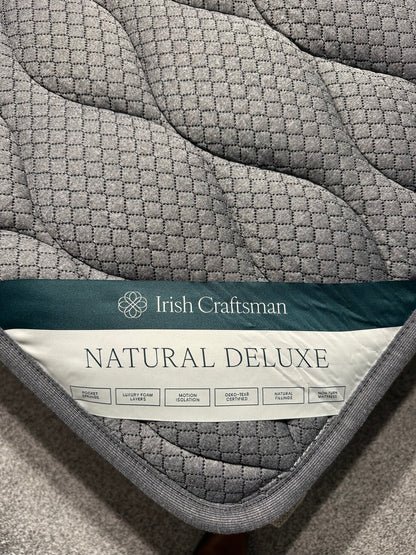 Irish Craftsman
NATURAL DELUXE
POCKET SPRINGS
LUXURY FOAM LAYERS
MOTION ISOLATION
OEKO-TEX® CERTIFIED
NATURAL FILLINGS
NON-TURN MATTRESS